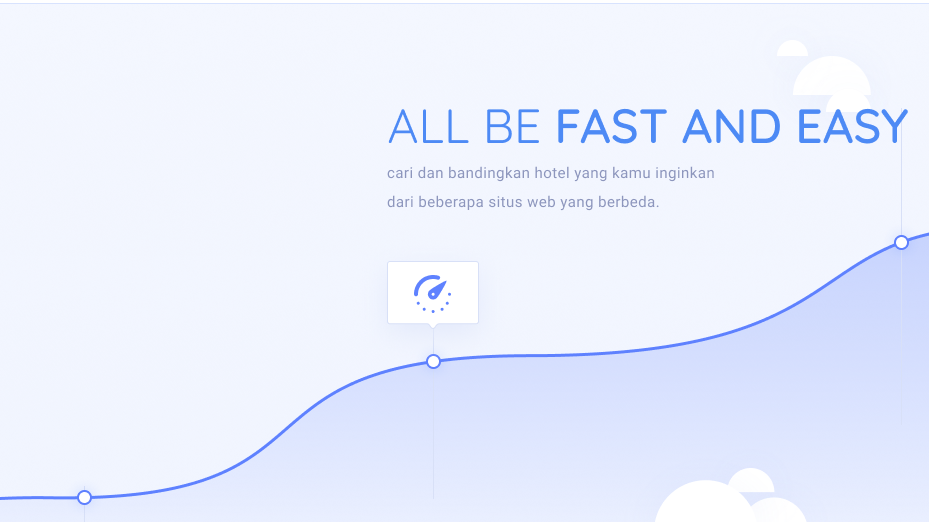 ALL BE FAST AND EASY
cari dan bandingkan hotel yang kamu inginkan
dari beberapa situs web yang berbeda.